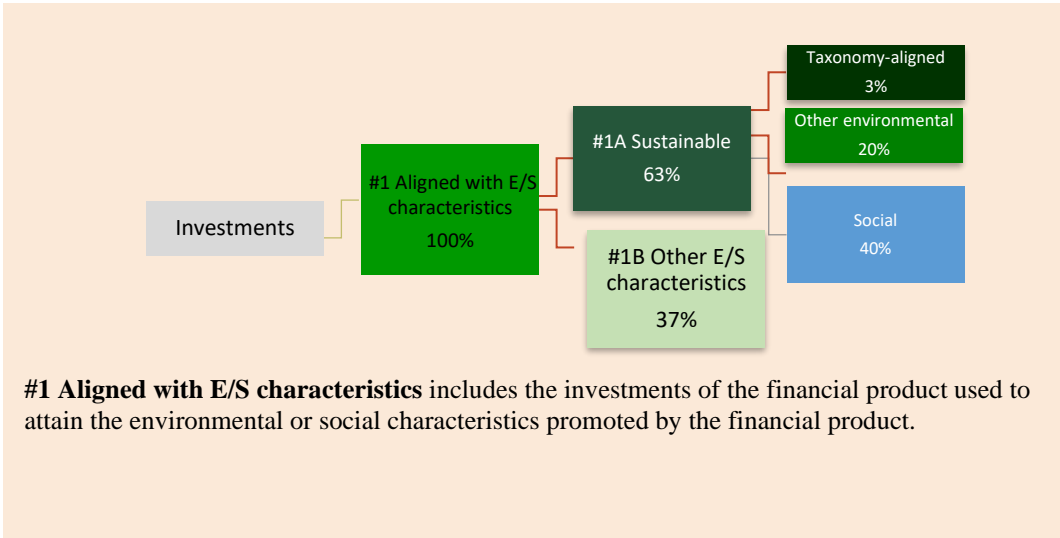 Investments
#1 Aligned with E/S
characteristics
100%
#1A Sustainable
63%
#1B Other E/S
characteristics
37%
Taxonomy-aligned
3%
Other environmental
20%
Social
40%
#1 Aligned with E/S characteristics includes the investments of the financial product used to
attain the environmental or social characteristics promoted by the financial product.